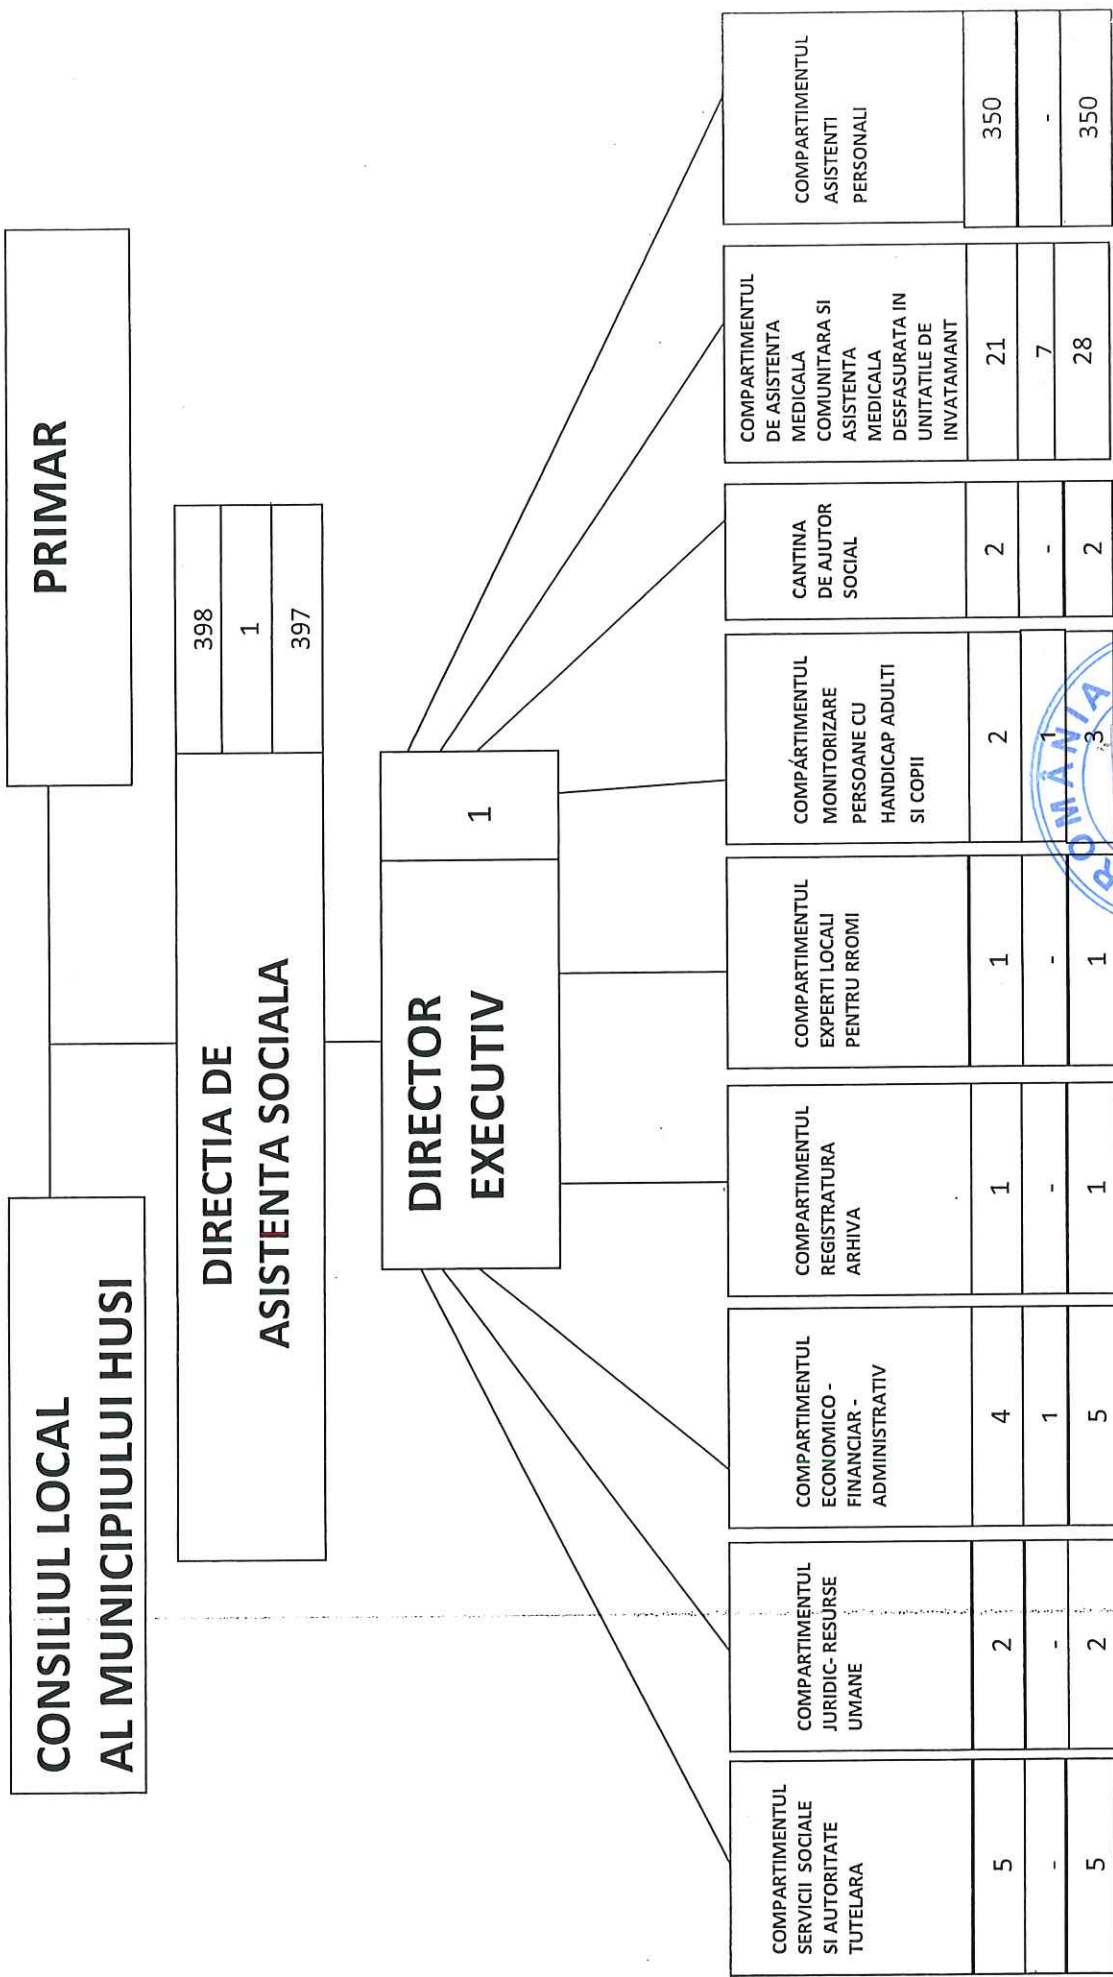 CONSILIUL LOCAL
AL MUNICIPIULUI HUSI
PRIMAR
DIRECTIA DE
ASISTENTA SOCIALA
398
1
397
DIRECTOR
EXECUTIV
1
COMPARTIMENTUL
SERVICII SOCIALE
SI AUTORITATE
TUTELARA
5
-
5
COMPARTIMENTUL
JURIDIC- RESURSE
UMANE
2
-
2
COMPARTIMENTUL
ECONOMICO -
FINANCIAR -
ADMINISTRATIV
4
1
5
COMPARTIMENTUL
REGISTRATURA
ARHIVA
1
-
1
COMPARTIMENTUL
EXPERTI LOCALI
PENTRU RROMI
1
-
1
COMPARTIMENTUL
MONITORIZARE
PERSOANE CU
HANDICAP ADULTI
SI COPII
2
1
3
CANTINA
DE AJUTOR
SOCIAL
2
-
2
COMPARTIMENTUL
DE ASISTENTA
MEDICALA
COMUNITARA SI
ASISTENTA
MEDICALA
DESFASURATA IN
UNITATILE DE
INVATAMANT
21
7
28
COMPARTIMENTUL
ASISTENTI
PERSONALI
350
-
350
ROMÂNIA